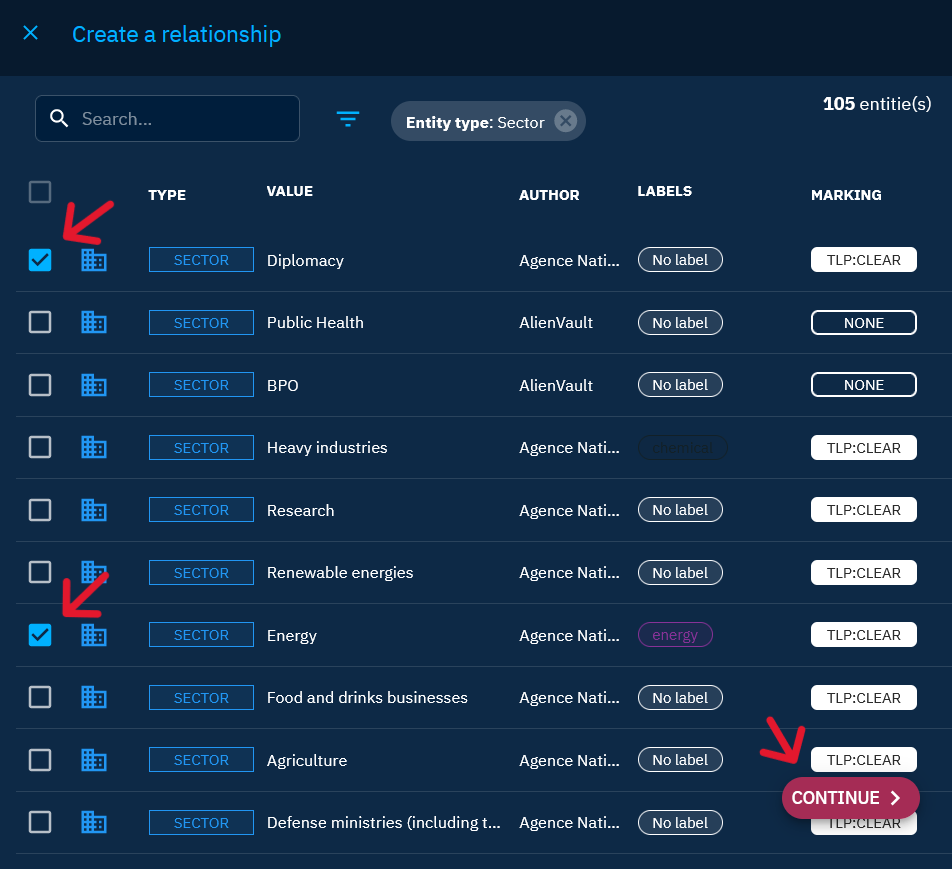 Create a relationship
Search...
Entity type: Sector
105 entitie(s)
TYPE VALUE AUTHOR LABELS MARKING
SECTOR Diplomacy Agence Nati... No label TLP:CLEAR
SECTOR Public Health AlienVault No label NONE
SECTOR BPO AlienVault No label NONE
SECTOR Heavy industries Agence Nati... chemical TLP:CLEAR
SECTOR Research Agence Nati... No label TLP:CLEAR
SECTOR Renewable energies Agence Nati... No label TLP:CLEAR
SECTOR Energy Agence Nati... energy TLP:CLEAR
SECTOR Food and drinks businesses Agence Nati... No label TLP:CLEAR
SECTOR Agriculture Agence Nati... No label TLP:CLEAR
CONTINUE
SECTOR Defense ministries (including t... Agence Nati... No label TLP:CLEAR